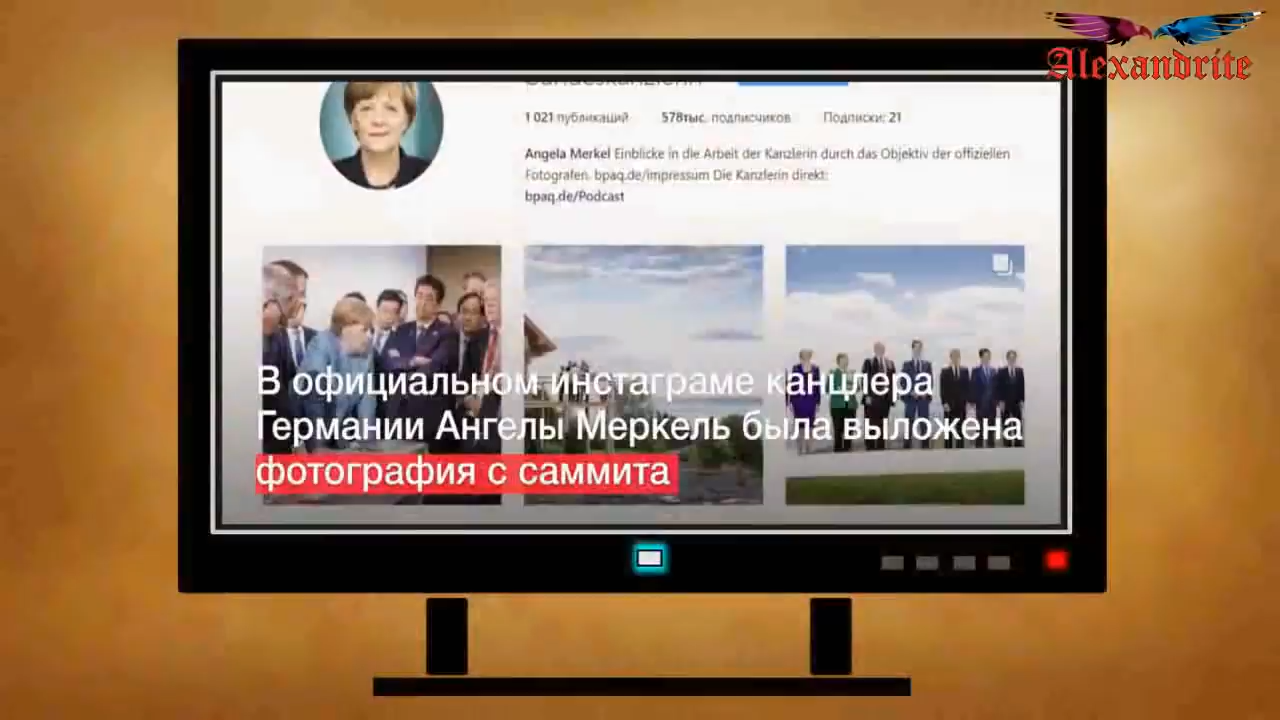 Alexandrite
1 021 публикаций 578тыс. подписчиков Подписки: 21
Angela Merkel Einblicke in die Arbeit der Kanzlerin durch das Objektiv der offiziellen
Fotografen. bpaq.de/impressum Die Kanzlerin direkt:
bpaq.de/Podcast
В официальном инстаграме канцлера
Германии Ангелы Меркель была выложена
фотография с саммита